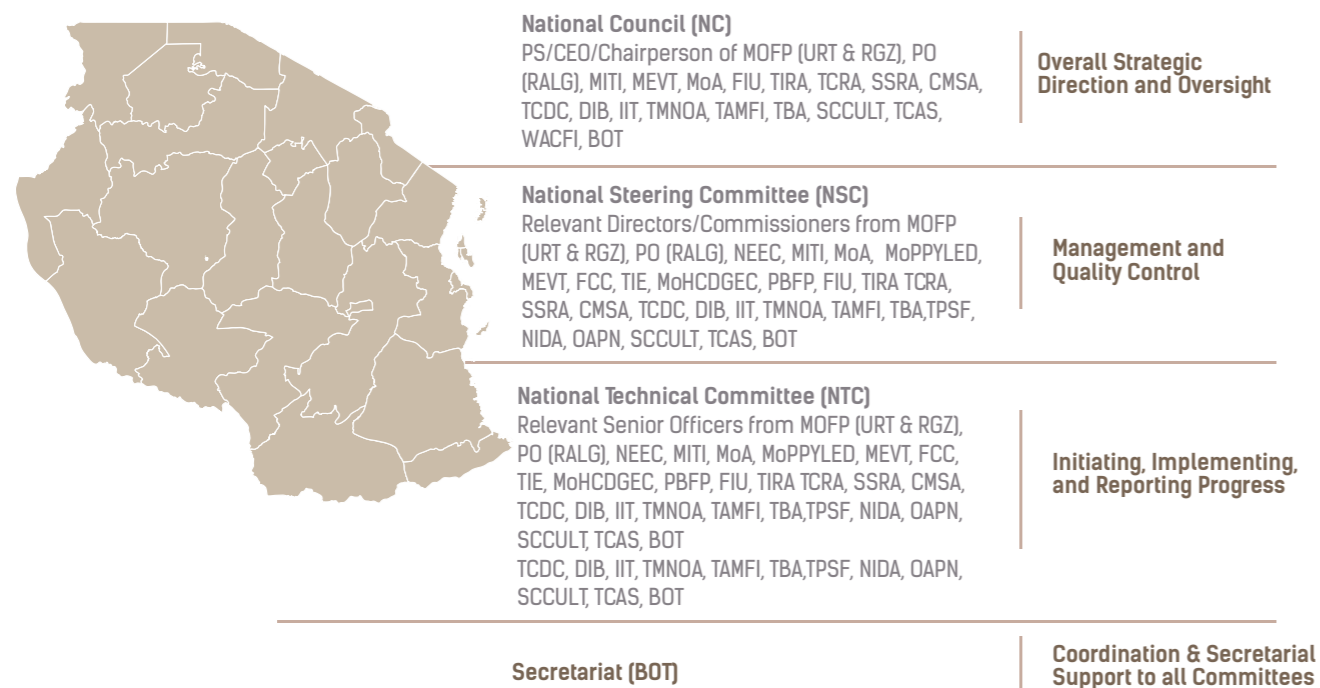 National Council (NC)
PS/CEO/Chairperson of MOFP (URT & RGZ), PO
(RALG), MITI, MEVT, MoA, FIU, TIRA, TCRA, SSRA, CMSA,
TCDC, DIB, IIT, TMNOA, TAMFI, TBA, SCCULT, TCAS,
WACFI, BOT
Overall Strategic
Direction and Oversight
National Steering Committee (NSC)
Relevant Directors/Commissioners from MOFP
(URT & RGZ), PO (RALG), NEEC, MITI, MoA, MoPPYLED,
MEVT, FCC, TIE, MoHCDGEC, PBFP, FIU, TIRA TCRA,
SSRA, CMSA, TCDC, DIB, IIT, TMNOA, TAMFI, TBA,TPSF,
NIDA, OAPN, SCCULT, TCAS, BOT
Management and
Quality Control
National Technical Committee (NTC)
Relevant Senior Officers from MOFP (URT & RGZ),
PO (RALG), NEEC, MITI, MoA, MoPPYLED, MEVT, FCC,
TIE, MoHCDGEC, PBFP, FIU, TIRA TCRA, SSRA, CMSA,
TCDC, DIB, IIT, TMNOA, TAMFI, TBA,TPSF, NIDA, OAPN,
SCCULT, TCAS, BOT
TCDC, DIB, IIT, TMNOA, TAMFI, TBA,TPSF, NIDA, OAPN,
SCCULT, TCAS, BOT
Initiating, Implementing,
and Reporting Progress
Secretariat (BOT)
Coordination & Secretarial
Support to all Committees